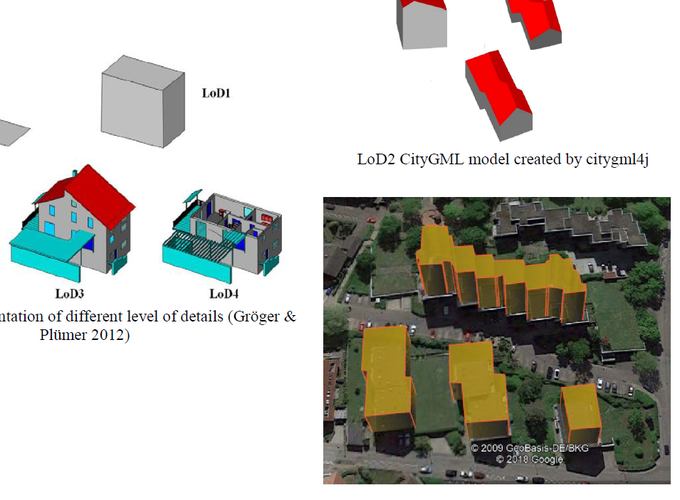 LoD1
LoD3
LoD4
ntation of different level of details (Gröger &
Plümer 2012)
LoD2 CityGML model created by citygml4j
© 2009 GeoBasis-DE/BKG
© 2018 Google